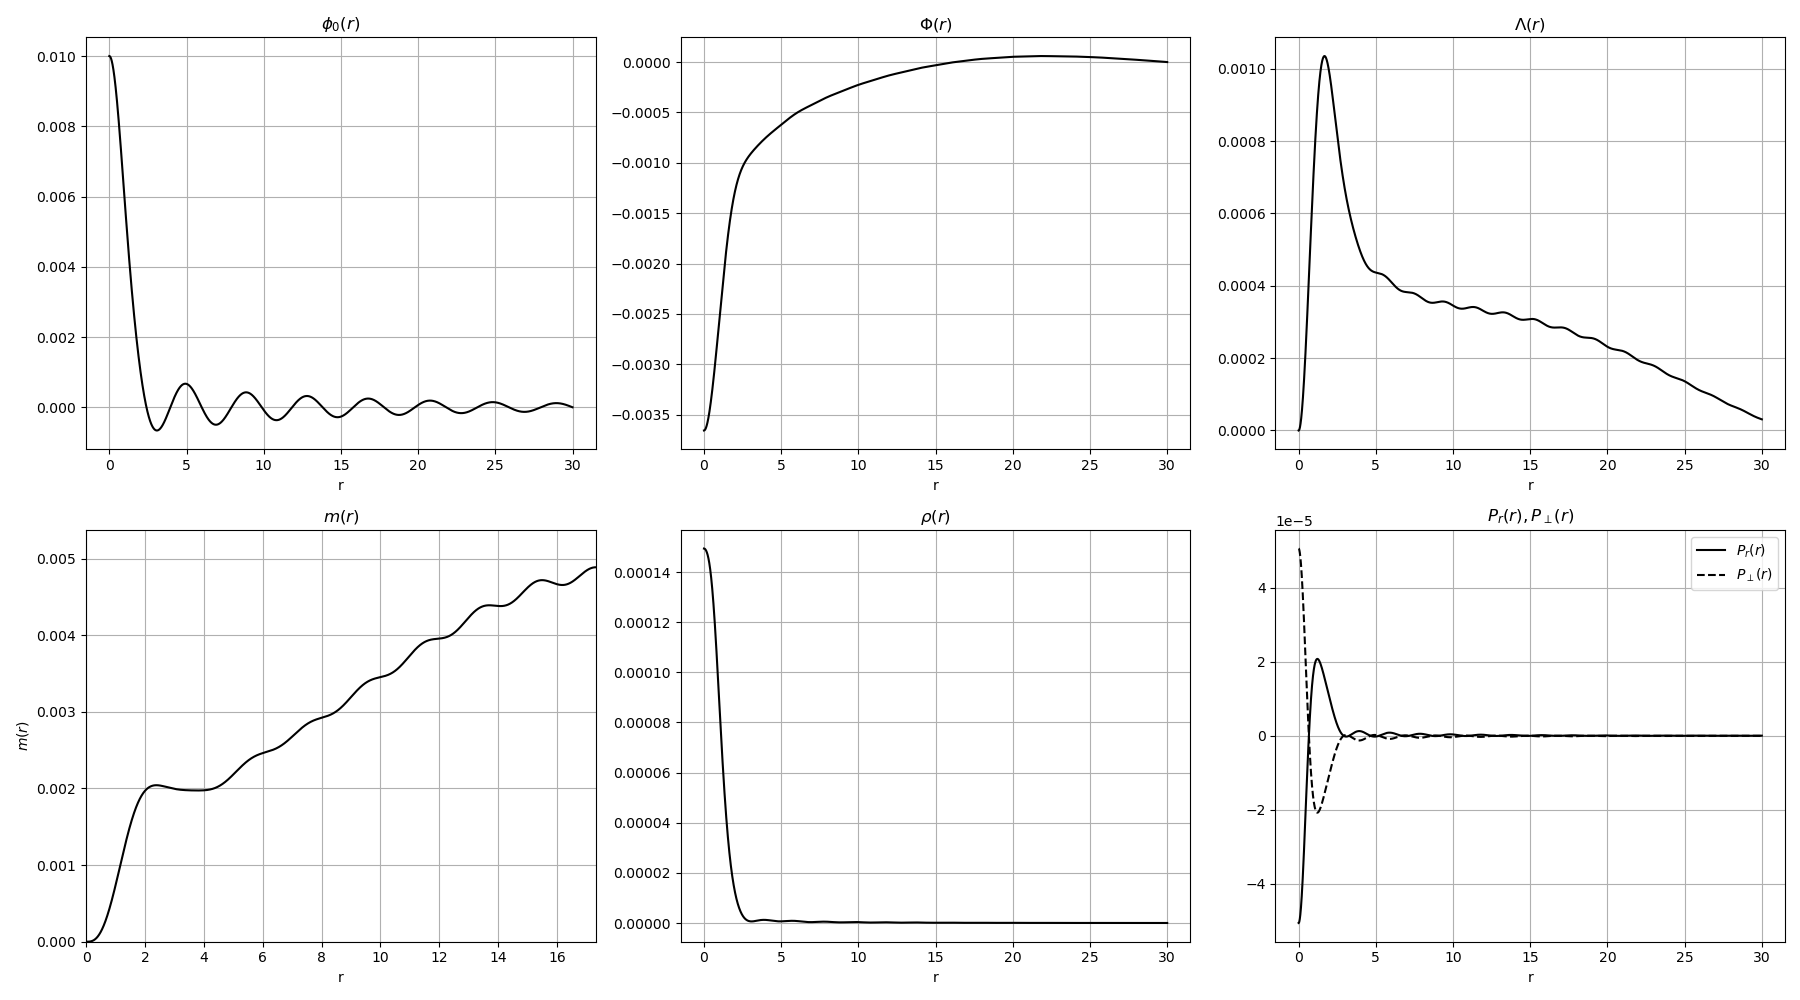 ϕ₀(r)
0.010
0.008
0.006
0.004
0.002
0.000
0 5 10 15 20 25 30
r
Φ(r)
0.0000
−0.0005
−0.0010
−0.0015
−0.0020
−0.0025
−0.0030
−0.0035
0 5 10 15 20 25 30
r
Λ(r)
0.0010
0.0008
0.0006
0.0004
0.0002
0.0000
0 5 10 15 20 25 30
r
m(r)
m(r)
0.005
0.004
0.003
0.002
0.001
0.000
0 2 4 6 8 10 12 14 16
r
ρ(r)
0.00014
0.00012
0.00010
0.00008
0.00006
0.00004
0.00002
0.00000
0 5 10 15 20 25 30
r
Pᵣ(r), P⊥(r)
1e−5
Pᵣ(r)
P⊥(r)
4
2
0
−2
−4
0 5 10 15 20 25 30
r